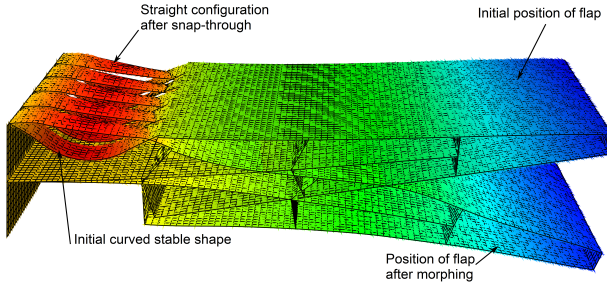 Straight configuration
after snap-through
Initial position of flap
Initial curved stable shape
Position of flap
after morphing